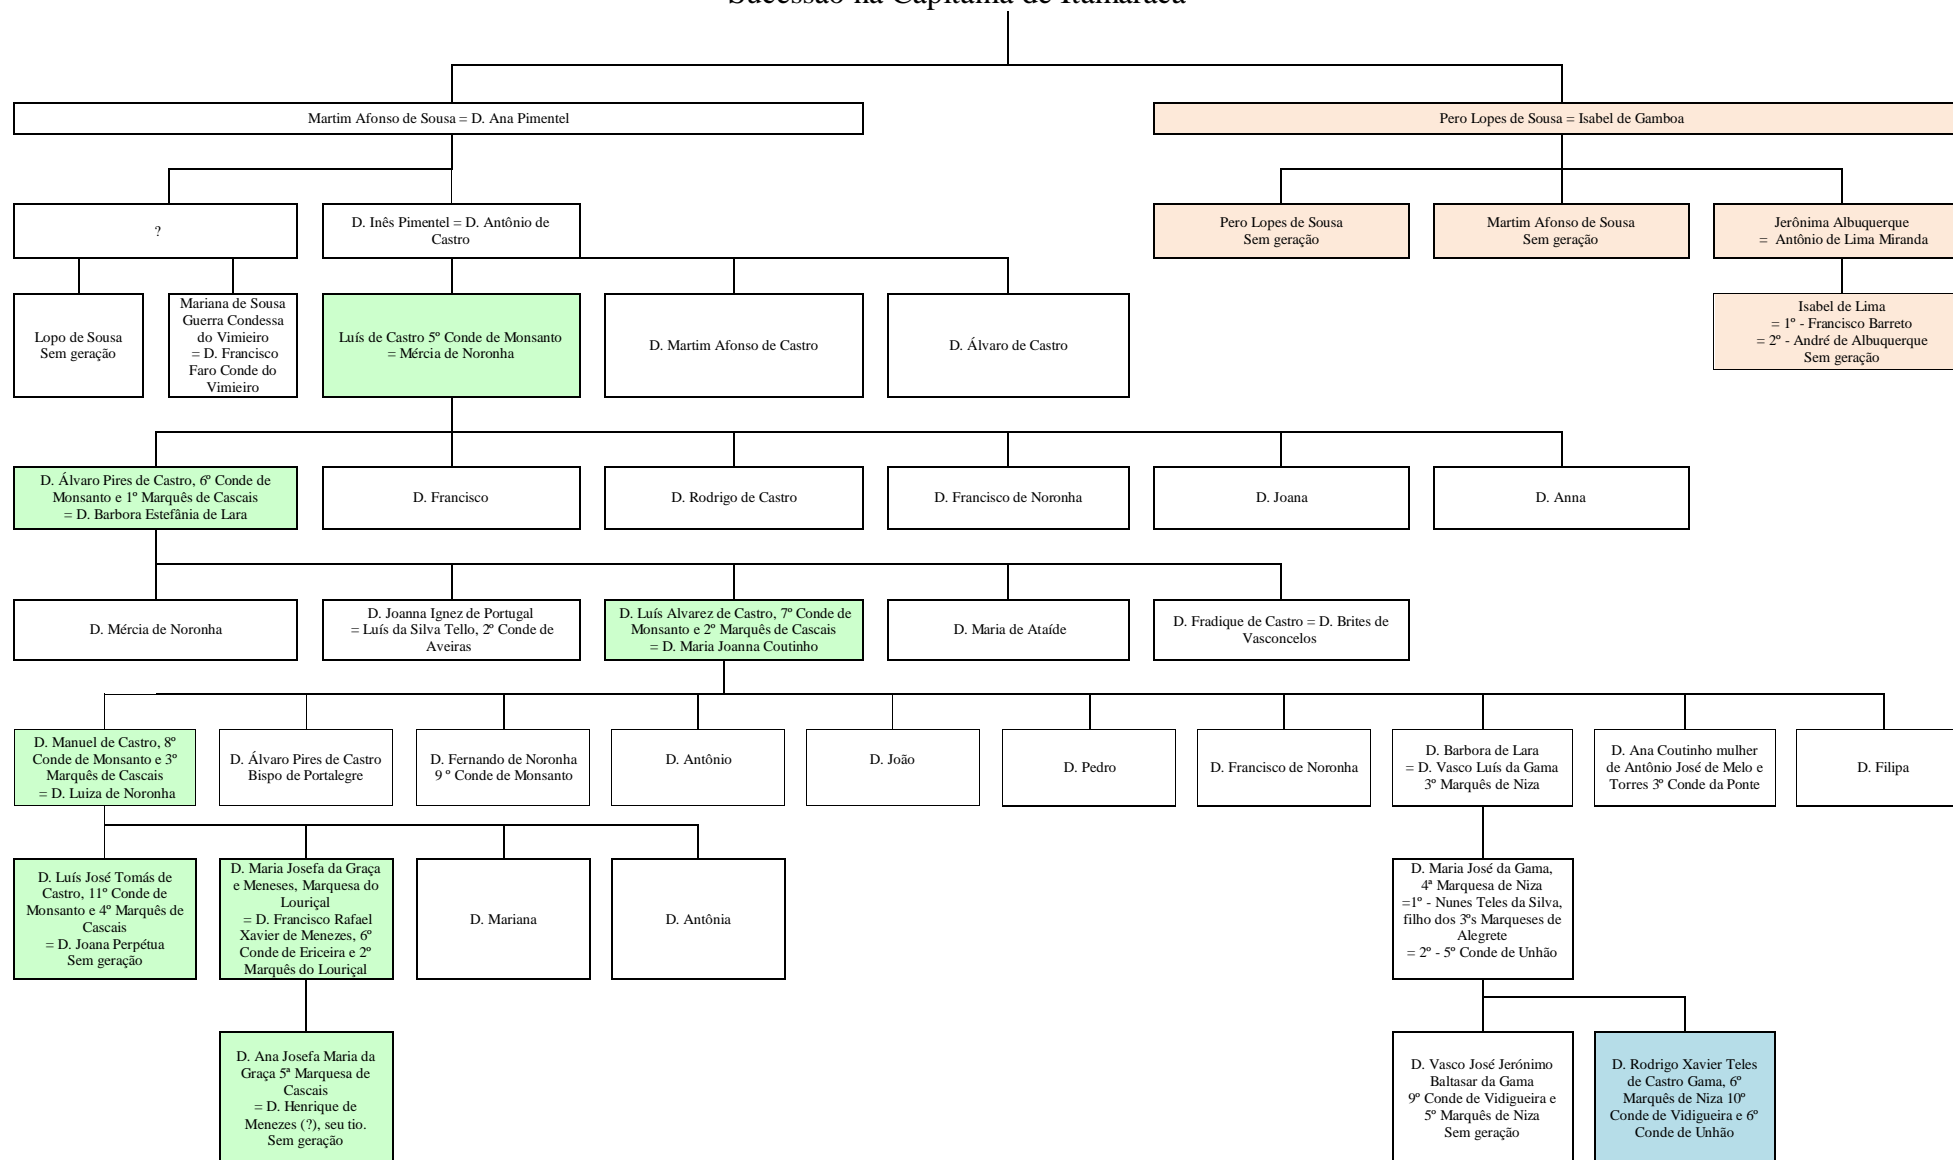 Sucessão na Capitania de Itamaracá
Martim Afonso de Sousa = D. Ana Pimentel
Pero Lopes de Sousa = Isabel de Gamboa
?
D. Inês Pimentel = D. Antônio de
Castro
Pero Lopes de Sousa
Sem geração
Martim Afonso de Sousa
Sem geração
Jerônima Albuquerque
= Antônio de Lima Miranda
Lopo de Sousa
Sem geração
Mariana de Sousa
Guerra Condessa
do Vimieiro
= D. Francisco
Faro Conde do
Vimieiro
Luís de Castro 5º Conde de Monsanto
= Mércia de Noronha
D. Martim Afonso de Castro
D. Álvaro de Castro
Isabel de Lima
= 1º - Francisco Barreto
= 2º - André de Albuquerque
Sem geração
D. Álvaro Pires de Castro, 6º Conde de
Monsanto e 1º Marquês de Cascais
= D. Barbora Estefânia de Lara
D. Francisco
D. Rodrigo de Castro
D. Francisco de Noronha
D. Joana
D. Anna
D. Mércia de Noronha
D. Joanna Ignez de Portugal
= Luís da Silva Tello, 2º Conde de
Aveiras
D. Luís Alvarez de Castro, 7º Conde de
Monsanto e 2º Marquês de Cascais
= D. Maria Joanna Coutinho
D. Maria de Ataíde
D. Fradique de Castro = D. Brites de
Vasconcelos
D. Manuel de Castro, 8º
Conde de Monsanto e 3º
Marquês de Cascais
= D. Luiza de Noronha
D. Álvaro Pires de Castro
Bispo de Portalegre
D. Fernando de Noronha
9 º Conde de Monsanto
D. Antônio
D. João
D. Pedro
D. Francisco de Noronha
D. Barbora de Lara
= D. Vasco Luís da Gama
3º Marquês de Niza
D. Ana Coutinho mulher
de Antônio José de Melo e
Torres 3º Conde da Ponte
D. Filipa
D. Luís José Tomás de
Castro, 11º Conde de
Monsanto e 4º Marquês de
Cascais
= D. Joana Perpétua
Sem geração
D. Maria Josefa da Graça
e Meneses, Marquesa do
Louriçal
= D. Francisco Rafael
Xavier de Menezes, 6º
Conde de Ericeira e 2º
Marquês do Louriçal
D. Mariana
D. Antônia
D. Maria José da Gama,
4ª Marquesa de Niza
=1º - Nunes Teles da Silva,
filho dos 3ºs Marqueses de
Alegrete
= 2º - 5º Conde de Unhão
D. Ana Josefa Maria da
Graça 5ª Marquesa de
Cascais
= D. Henrique de
Menezes (?), seu tio.
Sem geração
D. Vasco José Jerónimo
Baltasar da Gama
9º Conde de Vidigueira e
5º Marquês de Niza
Sem geração
D. Rodrigo Xavier Teles
de Castro Gama, 6º
Marquês de Niza 10º
Conde de Vidigueira e 6º
Conde de Unhão